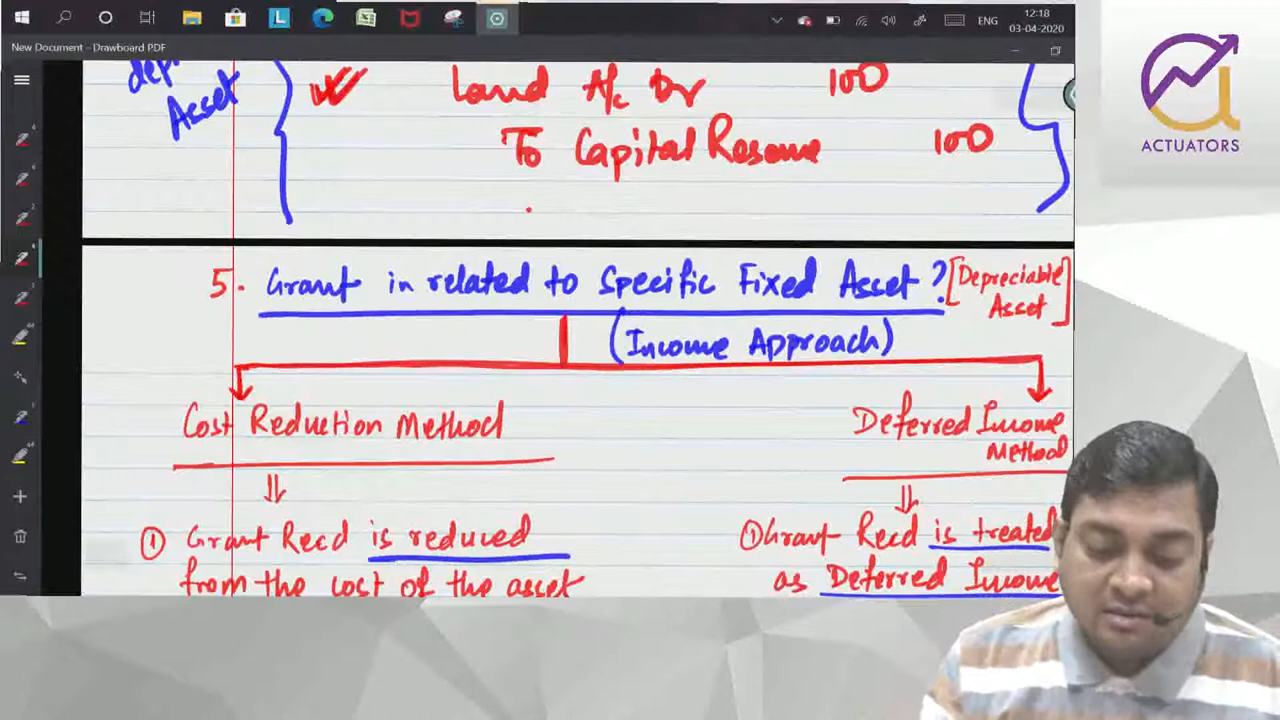 12:18
ENG
03-04-2020
New Document - Drawboard PDF
ACTUATORS
Asset
Land A/c Dr 100
To Capital Reserve 100
5. Grant in related to Specific Fixed Asset? [Depreciable Asset]
(Income Approach)
Cost Reduction Method
Deferred Income
Method
① Grant Recd is reduced
from the cost of the asset
① Grant Recd is treated
as Deferred Income